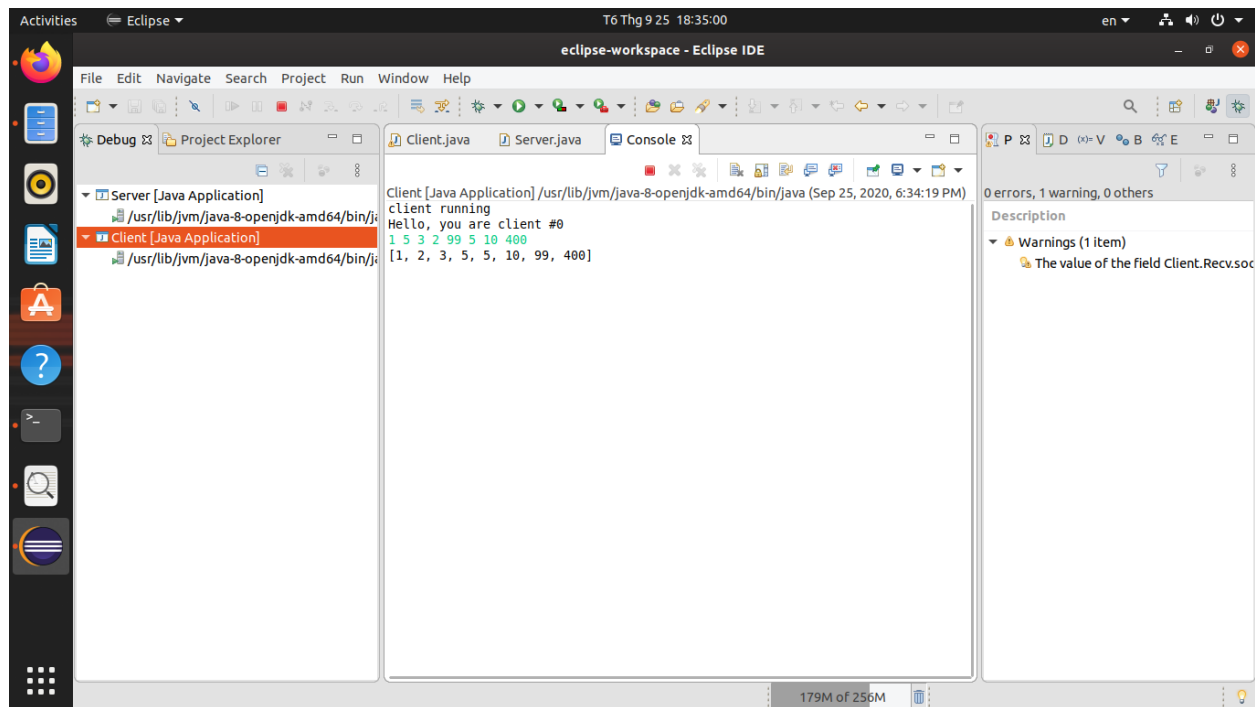 Activities Eclipse T6 Thg 9 25 18:35:00 en
eclipse-workspace - Eclipse IDE
File Edit Navigate Search Project Run Window Help
Debug Project Explorer Client.java Server.java Console P D (x)= V B E
Server [Java Application]
/usr/lib/jvm/java-8-openjdk-amd64/bin/ja
Client [Java Application]
/usr/lib/jvm/java-8-openjdk-amd64/bin/ja
Client [Java Application] /usr/lib/jvm/java-8-openjdk-amd64/bin/java (Sep 25, 2020, 6:34:19 PM)
client running
Hello, you are client #0
1 5 3 2 99 5 10 400
[1, 2, 3, 5, 5, 10, 99, 400]
0 errors, 1 warning, 0 others
Description
Warnings (1 item)
The value of the field Client.Recv.soc
179M of 256M